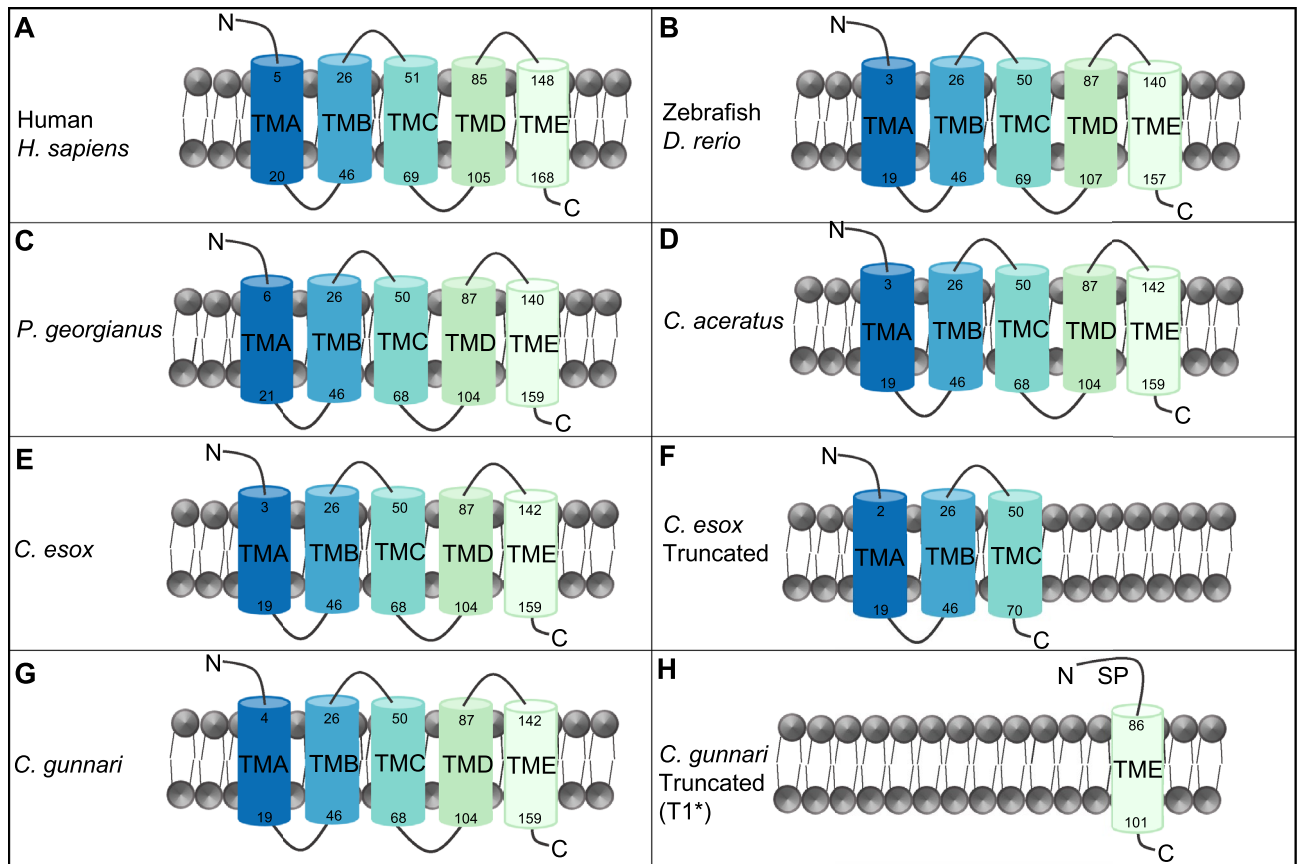 A
N
5 26 51 85 148
Human
H. sapiens
TMA TMB TMC TMD TME
20 46 69 105 168
C
B
N
3 26 50 87 140
Zebrafish
D. rerio
TMA TMB TMC TMD TME
19 46 69 107 157
C
C
N
6 26 50 87 140
P. georgianus
TMA TMB TMC TMD TME
21 46 68 104 159
C
D
N
3 26 50 87 142
C. aceratus
TMA TMB TMC TMD TME
19 46 68 104 159
C
E
N
3 26 50 87 142
C. esox
TMA TMB TMC TMD TME
19 46 68 104 159
C
F
N
2 26 50
C. esox
Truncated
TMA TMB TMC
19 46 70
C
G
N
4 26 50 87 142
C. gunnari
TMA TMB TMC TMD TME
19 46 68 104 159
C
H
N SP
86
C. gunnari
Truncated
(T1*)
TME
101
C